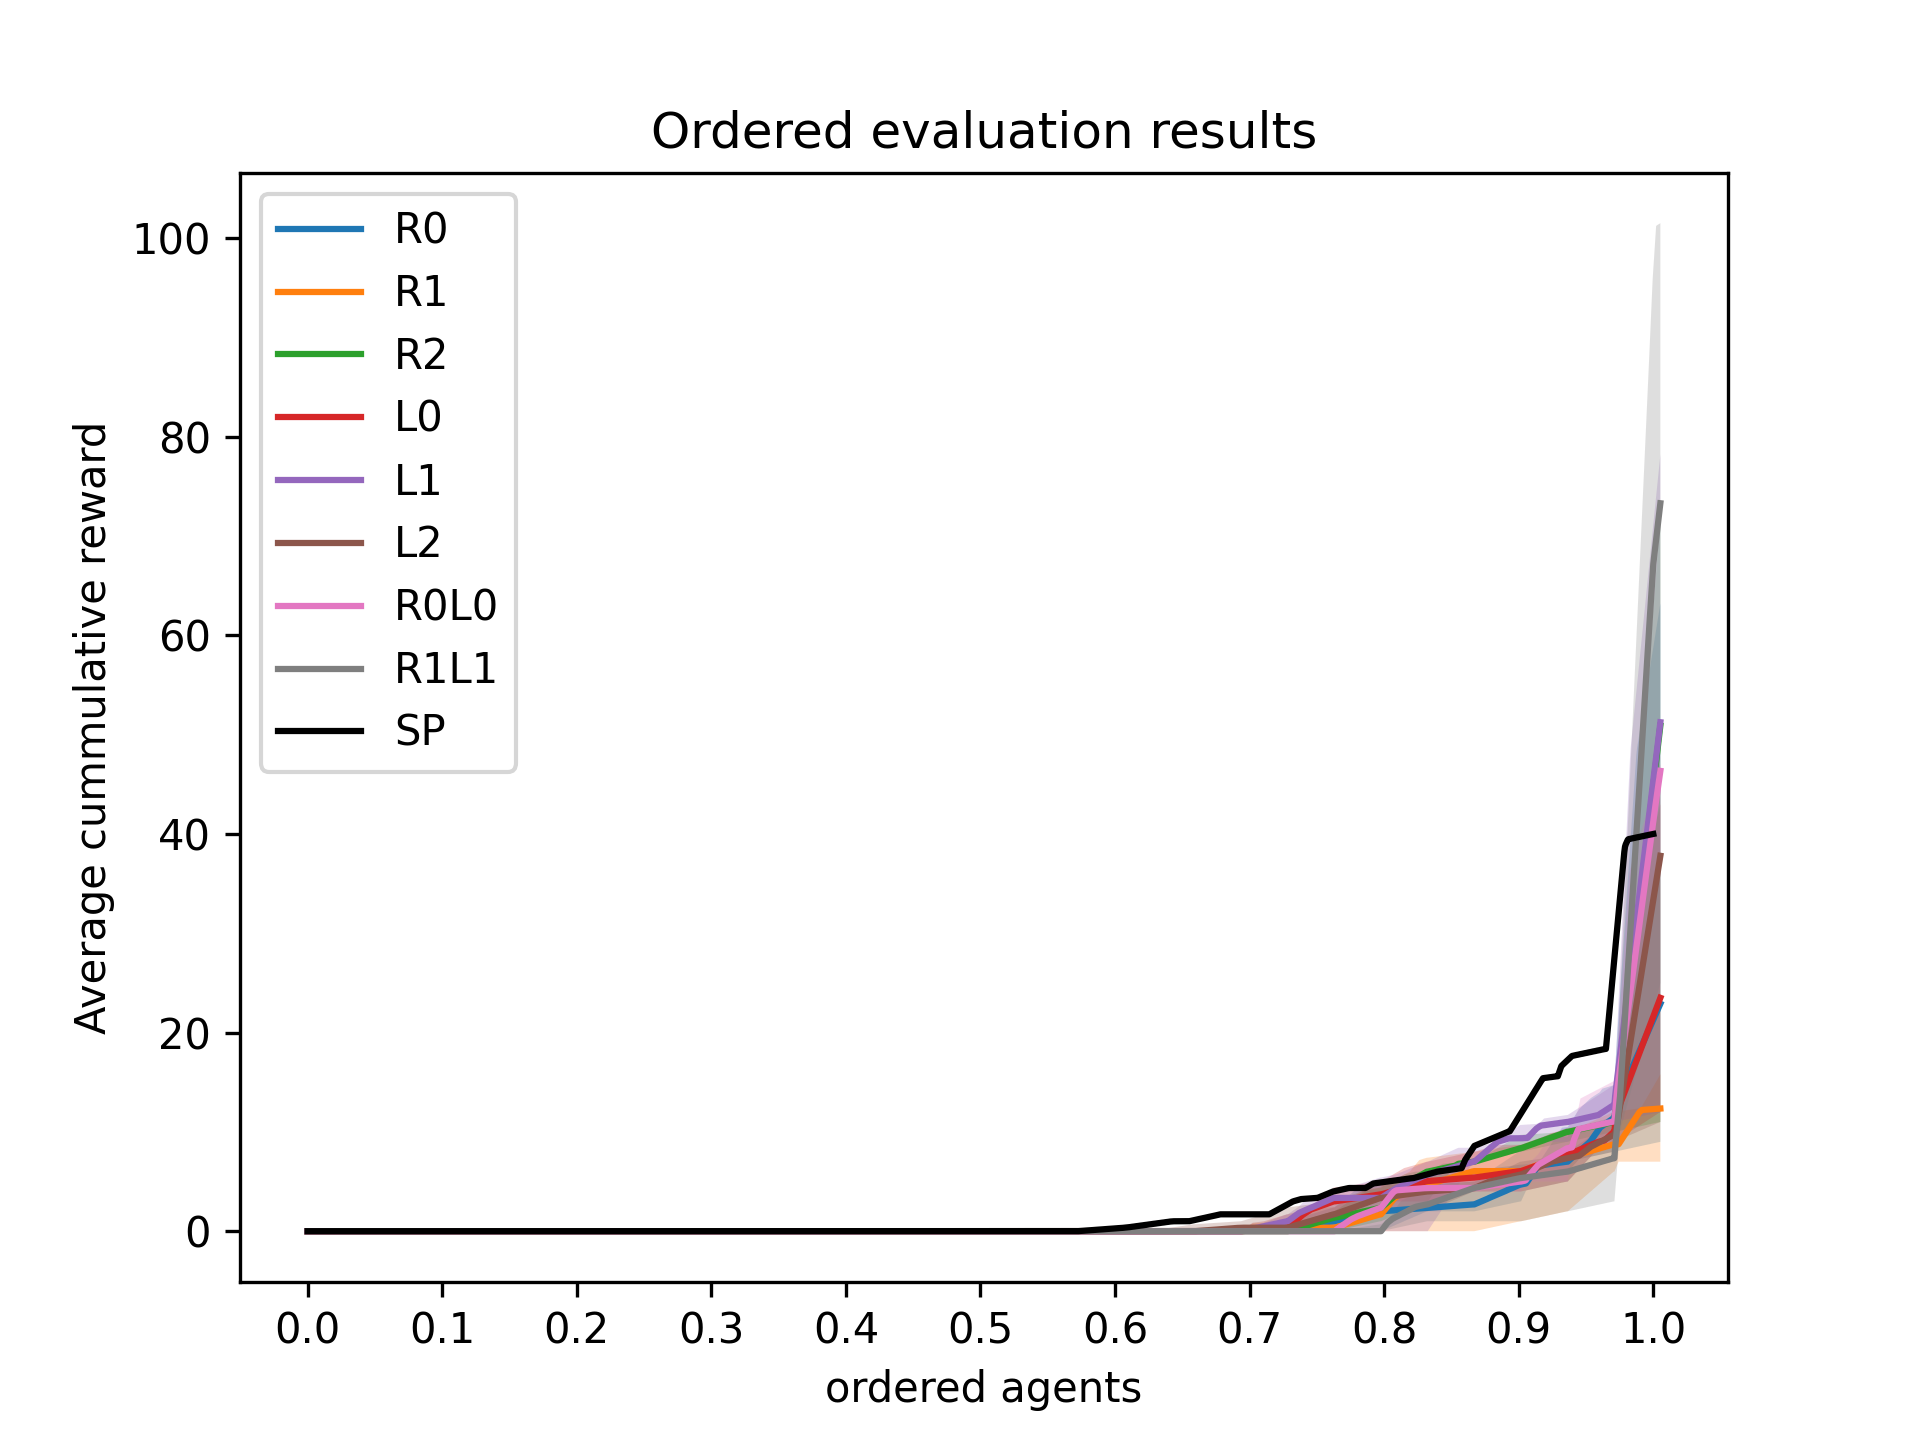 Ordered evaluation results
Average cummulative reward
100
80
60
40
20
0
R0
R1
R2
L0
L1
L2
R0L0
R1L1
SP
0.0 0.1 0.2 0.3 0.4 0.5 0.6 0.7 0.8 0.9 1.0
ordered agents